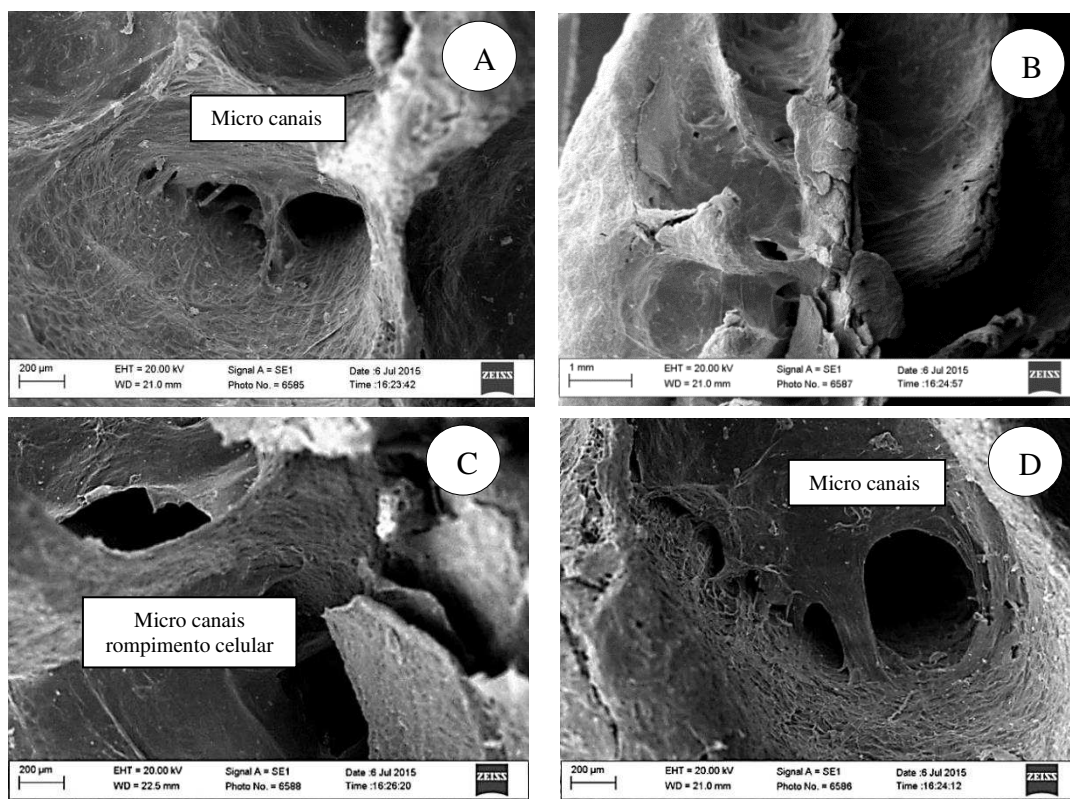 A
Micro canais
200 µm
EHT = 20.00 kV Signal A = SE1 Date :6 Jul 2015
WD = 21.0 mm Photo No. = 6585 Time :16:23:42
ZEISS
B
1 mm
EHT = 20.00 kV Signal A = SE1 Date :6 Jul 2015
WD = 21.0 mm Photo No. = 6587 Time :16:24:57
ZEISS
C
Micro canais
rompimento celular
200 µm
EHT = 20.00 kV Signal A = SE1 Date :6 Jul 2015
WD = 22.5 mm Photo No. = 6588 Time :16:26:20
ZEISS
D
Micro canais
200 µm
EHT = 20.00 kV Signal A = SE1 Date :6 Jul 2015
WD = 21.0 mm Photo No. = 6586 Time :16:24:12
ZEISS